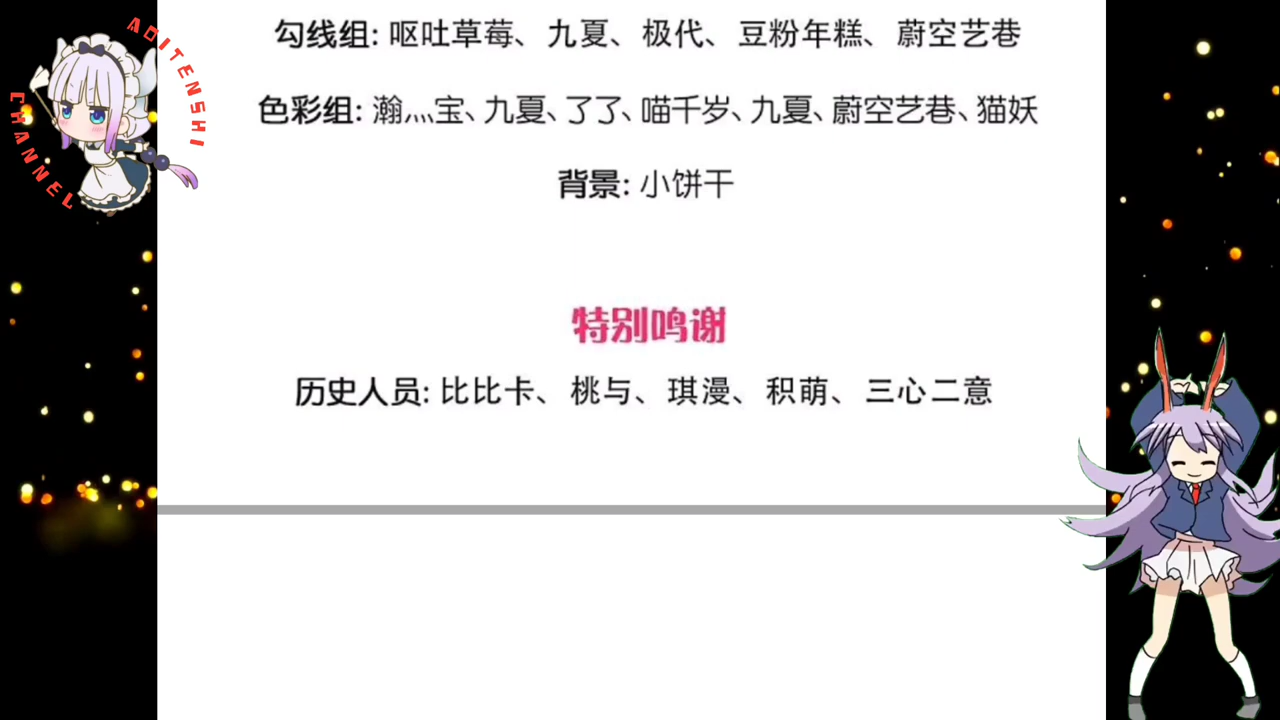 AOITENSHI
CHANNEL
勾线组: 呕吐草莓、九夏、极代、豆粉年糕、蔚空艺巷
色彩组: 瀚灬宝、九夏、了了、喵千岁、九夏、蔚空艺巷、猫妖
背景: 小饼干
特别鸣谢
历史人员: 比比卡、桃与、琪漫、积萌、三心二意